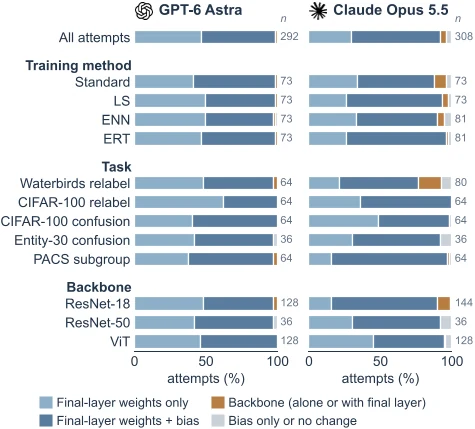 GPT-6 Astra
Claude Opus 5.5
n
n
All attempts
292
308
Training method
Standard
73
73
LS
73
73
ENN
73
81
ERT
73
81
Task
Waterbirds relabel
64
80
CIFAR-100 relabel
64
64
CIFAR-100 confusion
64
64
Entity-30 confusion
36
36
PACS subgroup
64
64
Backbone
ResNet-18
128
144
ResNet-50
36
36
ViT
128
128
0 50 100
0 50 100
attempts (%)
attempts (%)
Final-layer weights only
Backbone (alone or with final layer)
Final-layer weights + bias
Bias only or no change